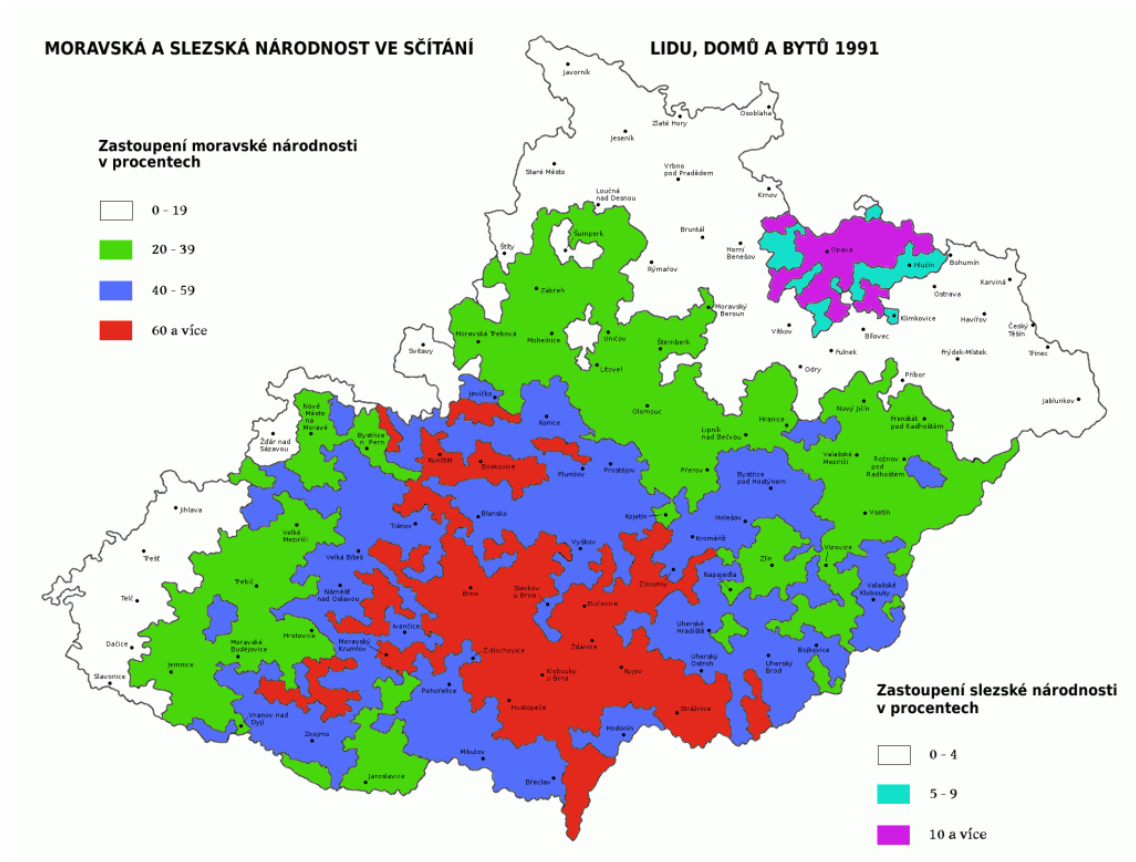 MORAVSKÁ A SLEZSKÁ NÁRODNOST VE SČÍTÁNÍ LIDU, DOMŮ A BYTŮ 1991
Zastoupení moravské národnosti
v procentech
0 - 19
20 - 39
40 - 59
60 a více
Javorník
Zlaté Hory
Osoblaha
Jeseník
Staré Město
Vrbno
pod Pradědem
Loučná
nad Desnou
Krnov
Bruntál
Horní
Benešov
Šumperk
Štíty
Rýmařov
Opava
Hlučín
Bohumín
Karviná
Ostrava
Zábřeh
Moravský
Beroun
Klimkovice
Havířov
Český
Těšín
Vítkov
Bílovec
Třinec
Moravská Třebová
Mohelnice
Uničov
Šternberk
Svitavy
Fulnek
Frýdek-Místek
Litovel
Odry
Příbor
Jablunkov
Jevíčko
Nový Jičín
Frenštát
pod Radhoštěm
Nové
Město
na
Moravě
Konice
Olomouc
Hranice
Lipník
nad Bečvou
Žďár nad
Sázavou
Bystřice
n. Pern.
Kunštát
Boskovice
Plumlov
Prostějov
Přerov
Valašské
Meziříčí
Rožnov
pod
Radhoštěm
Bystřice
pod Hostýnem
Jihlava
Blansko
Kojetín
Holešov
Vsetín
Velké
Meziříčí
Tišnov
Kroměříž
Třešť
Velká Bíteš
Vyškov
Zlín
Vizovice
Třebíč
Náměšť
nad Oslavou
Brno
Slavkov
u Brna
Zdounky
Napajedla
Valašské
Klobouky
Telč
Bučovice
Ivančice
Uherské
Hradiště
Hrotovice
Dačice
Moravské
Budějovice
Moravský
Krumlov
Židlochovice
Ždánice
Bojkovice
Slavonice
Jemnice
Klobouky
u Brna
Kyjov
Uherský
Ostroh
Uherský
Brod
Pohořelice
Hustopeče
Strážnice
Vranov nad
Dyjí
Znojmo
Hodonín
Mikulov
Jaroslavice
Břeclav
Zastoupení slezské národnosti
v procentech
0 - 4
5 - 9
10 a více